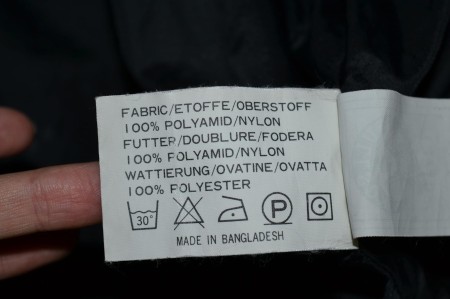 FABRIC/ETOFFE/OBERSTOFF
100% POLYAMID/NYLON
FUTTER/DOUBLURE/FODERA
100% POLYAMID/NYLON
WATTIERUNG/OVATINE/OVATTA
100% POLYESTER
30° P
MADE IN BANGLADESH